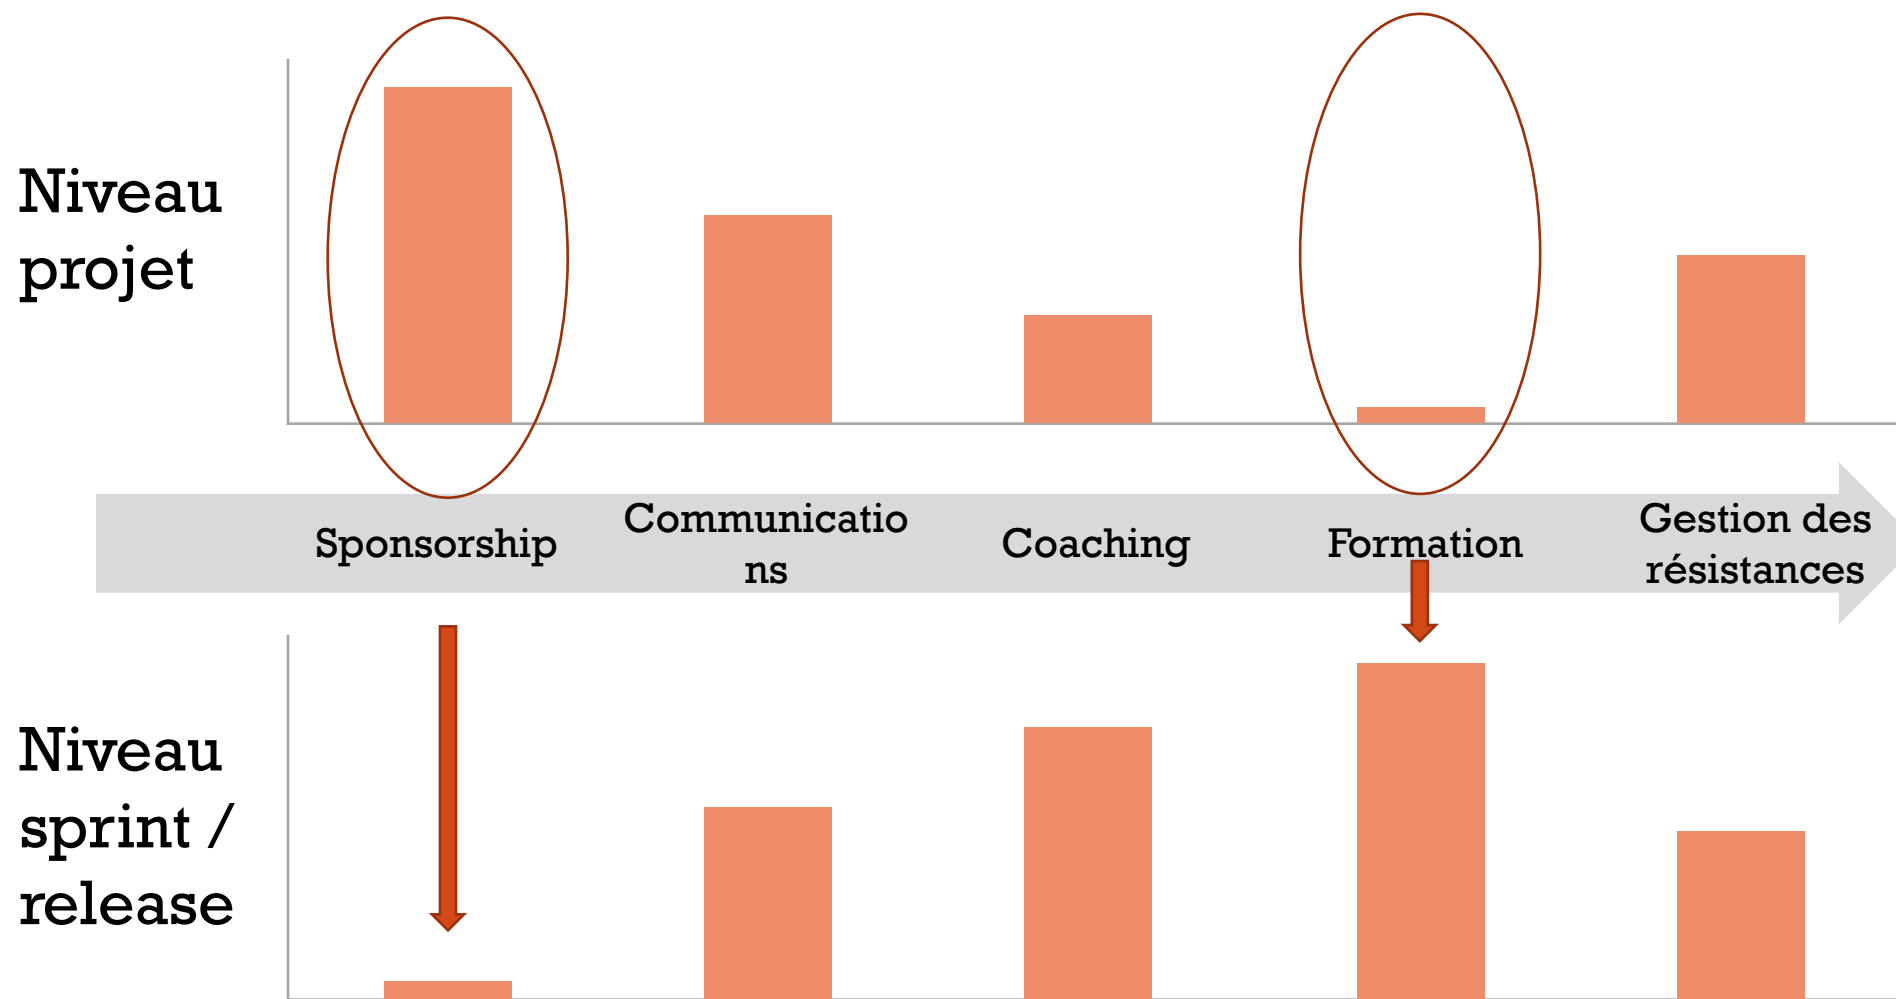 Niveau
projet
Sponsorship
Communicatio
ns
Coaching
Formation
Gestion des
résistances
Niveau
sprint /
release